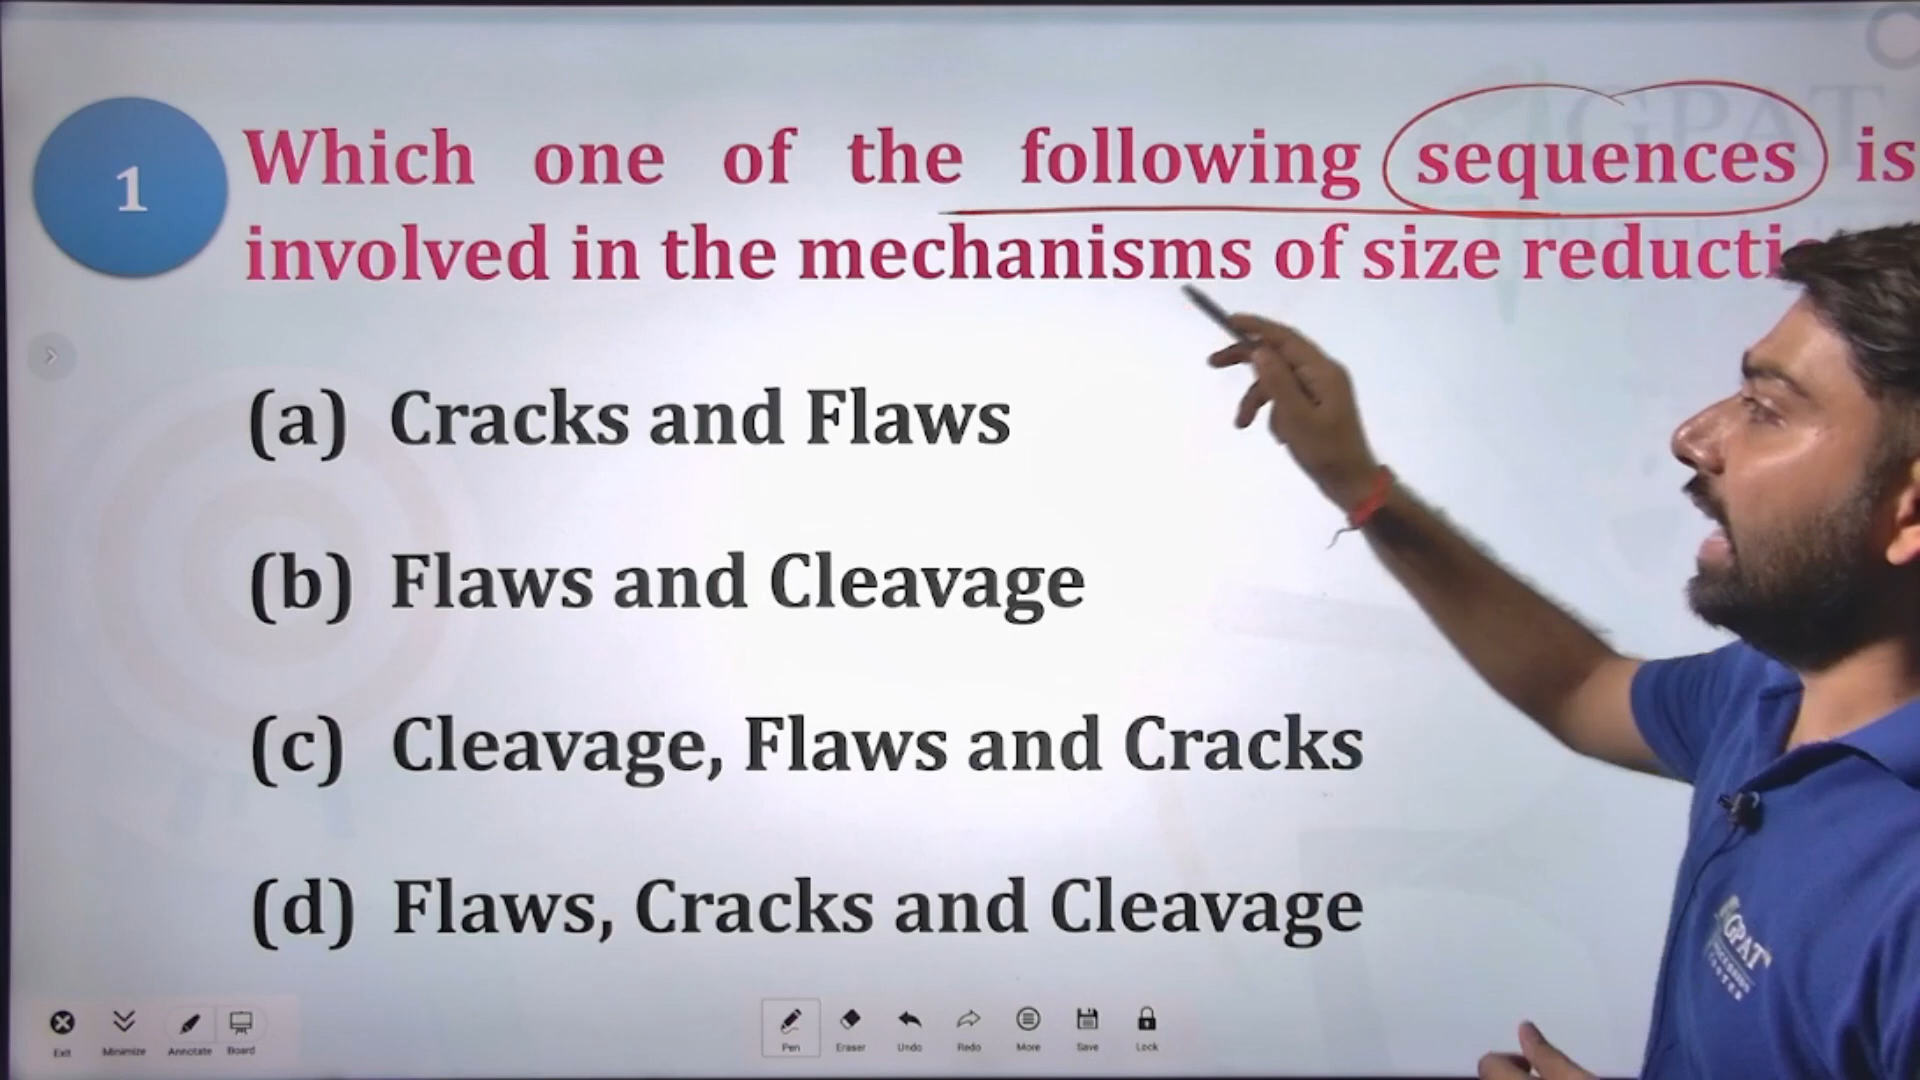 GPAT
1
Which one of the following sequences is
involved in the mechanisms of size
(a) Cracks and Flaws
(b) Flaws and Cleavage
(c) Cleavage, Flaws and Cracks
(d) Flaws, Cracks and Cleavage
GPAT
Exit Minimize Annotate Board Pen Eraser Undo Redo More Save Lock